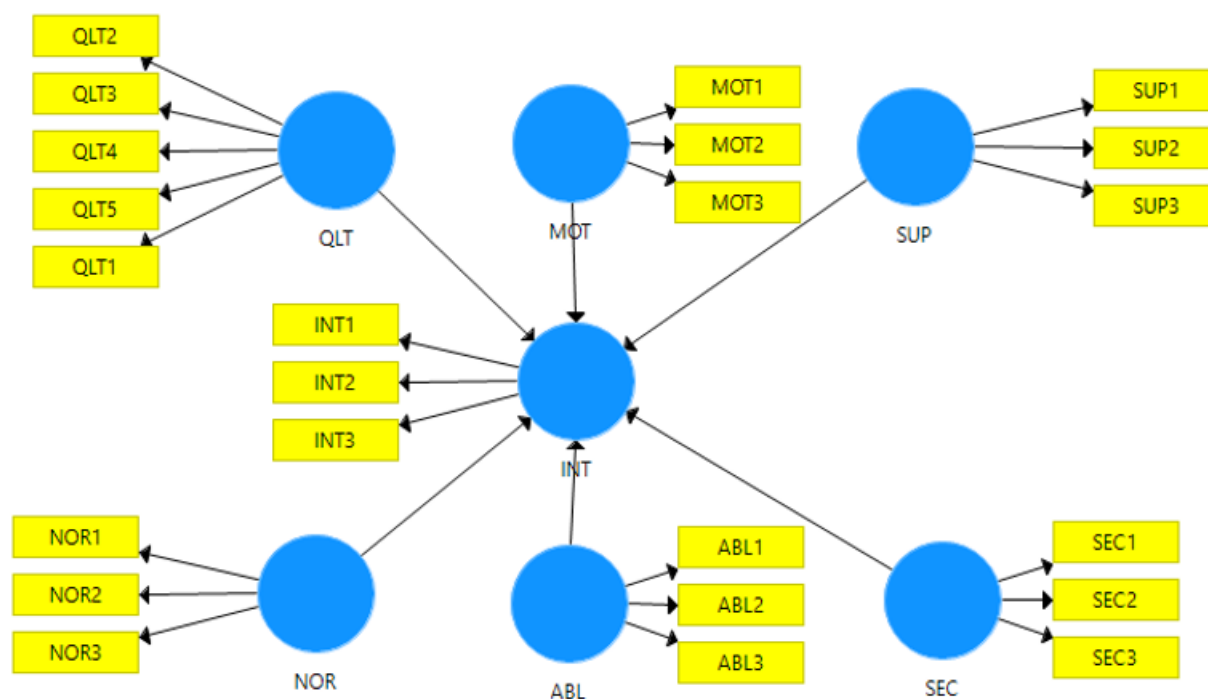 QLT2
QLT3
QLT4
QLT5
QLT1
QLT
MOT1
MOT2
MOT3
MOT
SUP1
SUP2
SUP3
SUP
INT1
INT2
INT3
INT
NOR1
NOR2
NOR3
NOR
ABL1
ABL2
ABL3
ABL
SEC1
SEC2
SEC3
SEC